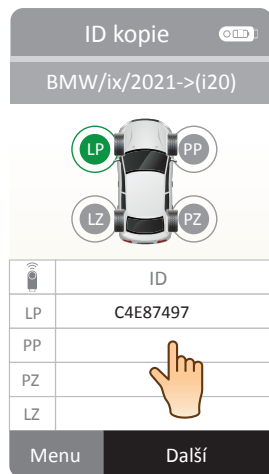 ID kopie
BMW/ix/2021->(i20)
LP PP
LZ PZ
ID
LP C4E87497
PP
PZ
LZ
Menu Další